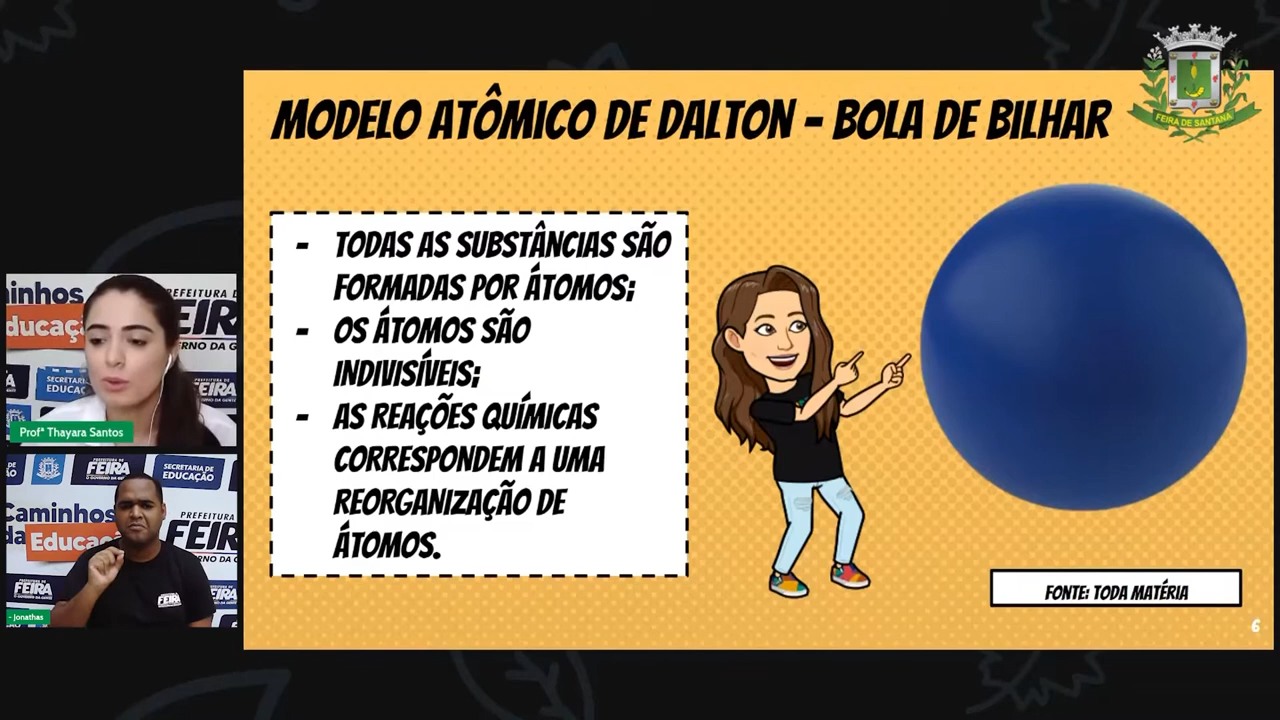 MODELO ATÔMICO DE DALTON - BOLA DE BILHAR
FEIRA DE SANTANA
- TODAS AS SUBSTÂNCIAS SÃO
FORMADAS POR ÁTOMOS;
- OS ÁTOMOS SÃO
INDIVISÍVEIS;
- AS REAÇÕES QUÍMICAS
CORRESPONDEM A UMA
REORGANIZAÇÃO DE
ÁTOMOS.
FONTE: TODA MATÉRIA
6
Profª Thayara Santos
SECRETARIA DE
EDUCAÇÃO
FEIRA
Caminhos
da
Educaç
PREFEITURA
FEIRA
- jonathas